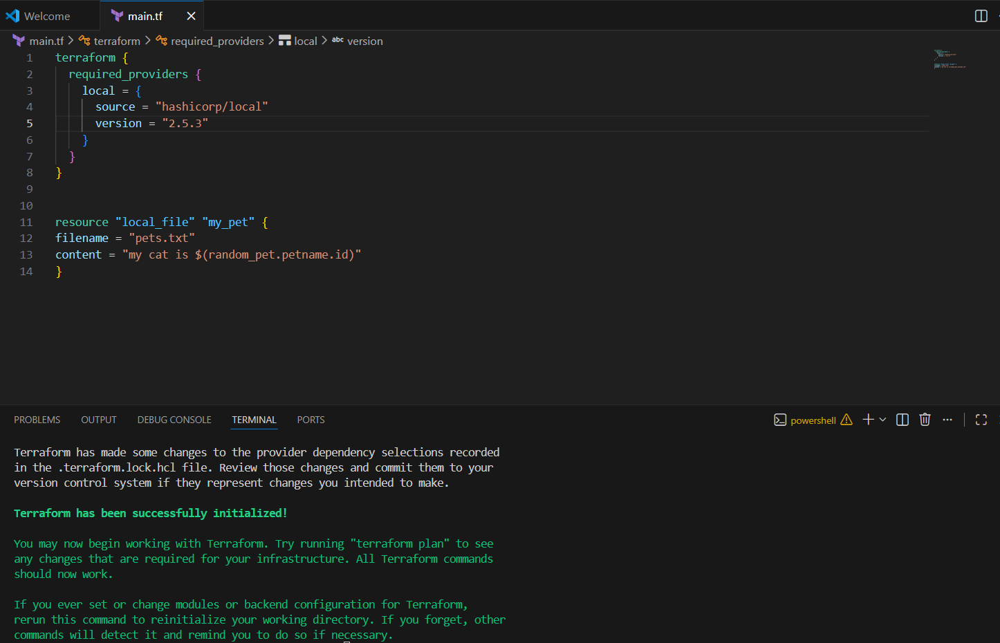 Welcome
main.tf
main.tf > terraform > required_providers > local > abc version
1 terraform {
2   required_providers {
3     local = {
4       source = "hashicorp/local"
5       version = "2.5.3"
6     }
7   }
8 }
9
10
11 resource "local_file" "my_pet" {
12 filename = "pets.txt"
13 content = "my cat is $(random_pet.petname.id)"
14 }
PROBLEMS OUTPUT DEBUG CONSOLE TERMINAL PORTS powershell
Terraform has made some changes to the provider dependency selections recorded
in the .terraform.lock.hcl file. Review those changes and commit them to your
version control system if they represent changes you intended to make.
Terraform has been successfully initialized!
You may now begin working with Terraform. Try running "terraform plan" to see
any changes that are required for your infrastructure. All Terraform commands
should now work.
If you ever set or change modules or backend configuration for Terraform,
rerun this command to reinitialize your working directory. If you forget, other
commands will detect it and remind you to do so if necessary.